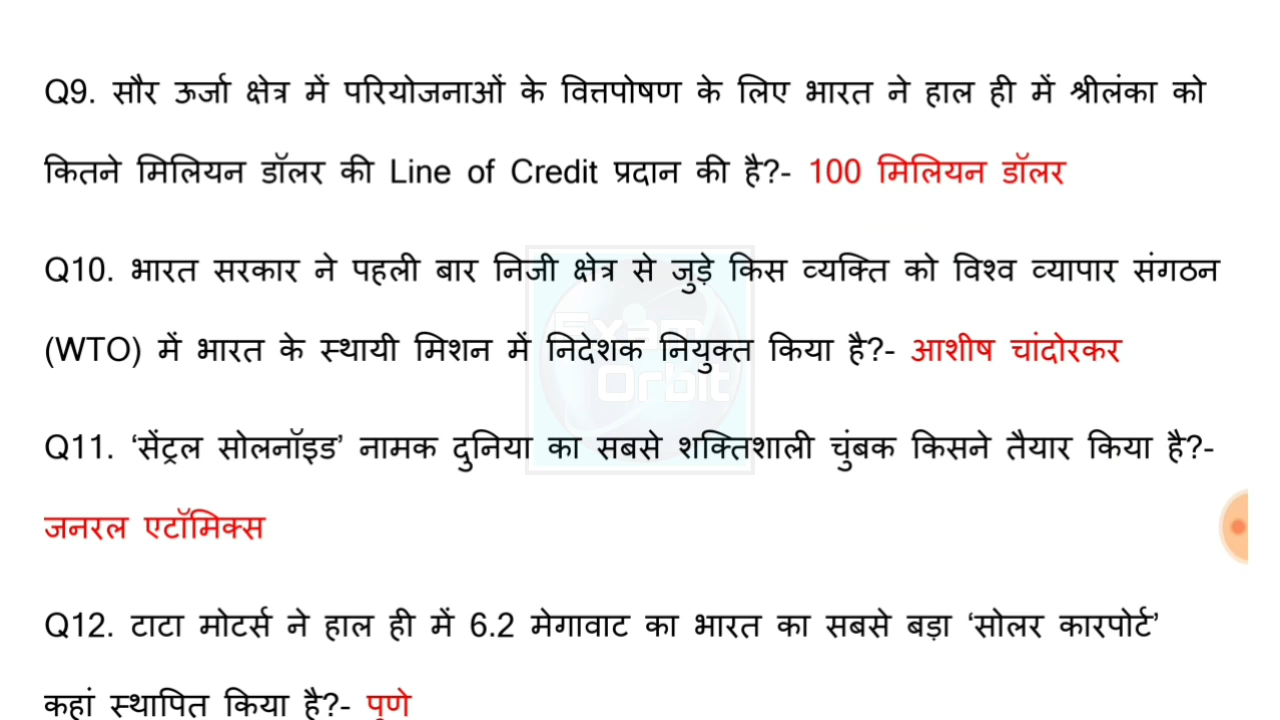 Q9. सौर ऊर्जा क्षेत्र में परियोजनाओं के वित्तपोषण के लिए भारत ने हाल ही में श्रीलंका को
कितने मिलियन डॉलर की Line of Credit प्रदान की है?- 100 मिलियन डॉलर
Q10. भारत सरकार ने पहली बार निजी क्षेत्र से जुड़े किस व्यक्ति को विश्व व्यापार संगठन
(WTO) में भारत के स्थायी मिशन में निदेशक नियुक्त किया है?- आशीष चांदोरकर
Exam
Orbit
Q11. ‘सेंट्रल सोलनॉइड’ नामक दुनिया का सबसे शक्तिशाली चुंबक किसने तैयार किया है?-
जनरल एटॉमिक्स
Q12. टाटा मोटर्स ने हाल ही में 6.2 मेगावाट का भारत का सबसे बड़ा ‘सोलर कारपोर्ट’
कहां स्थापित किया है?- पुणे